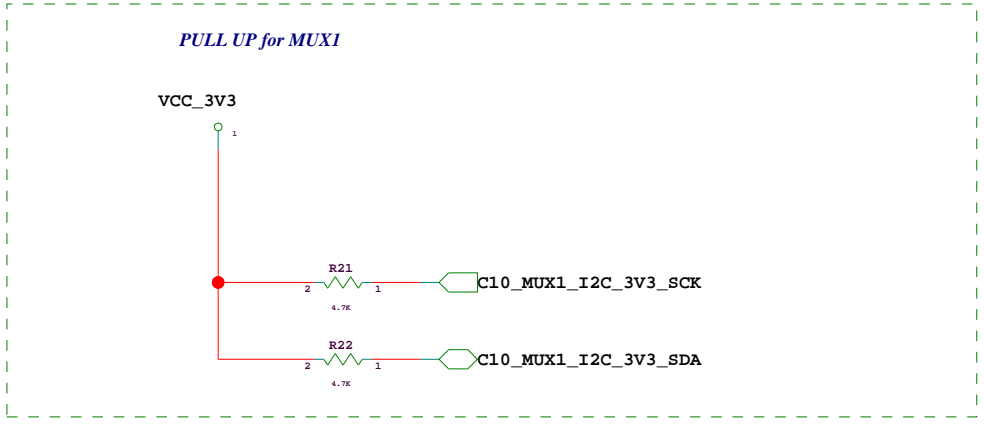 PULL UP for MUX1
VCC_3V3
1
R21
2 1 C10_MUX1_I2C_3V3_SCK
4.7K
R22
2 1 C10_MUX1_I2C_3V3_SDA
4.7K